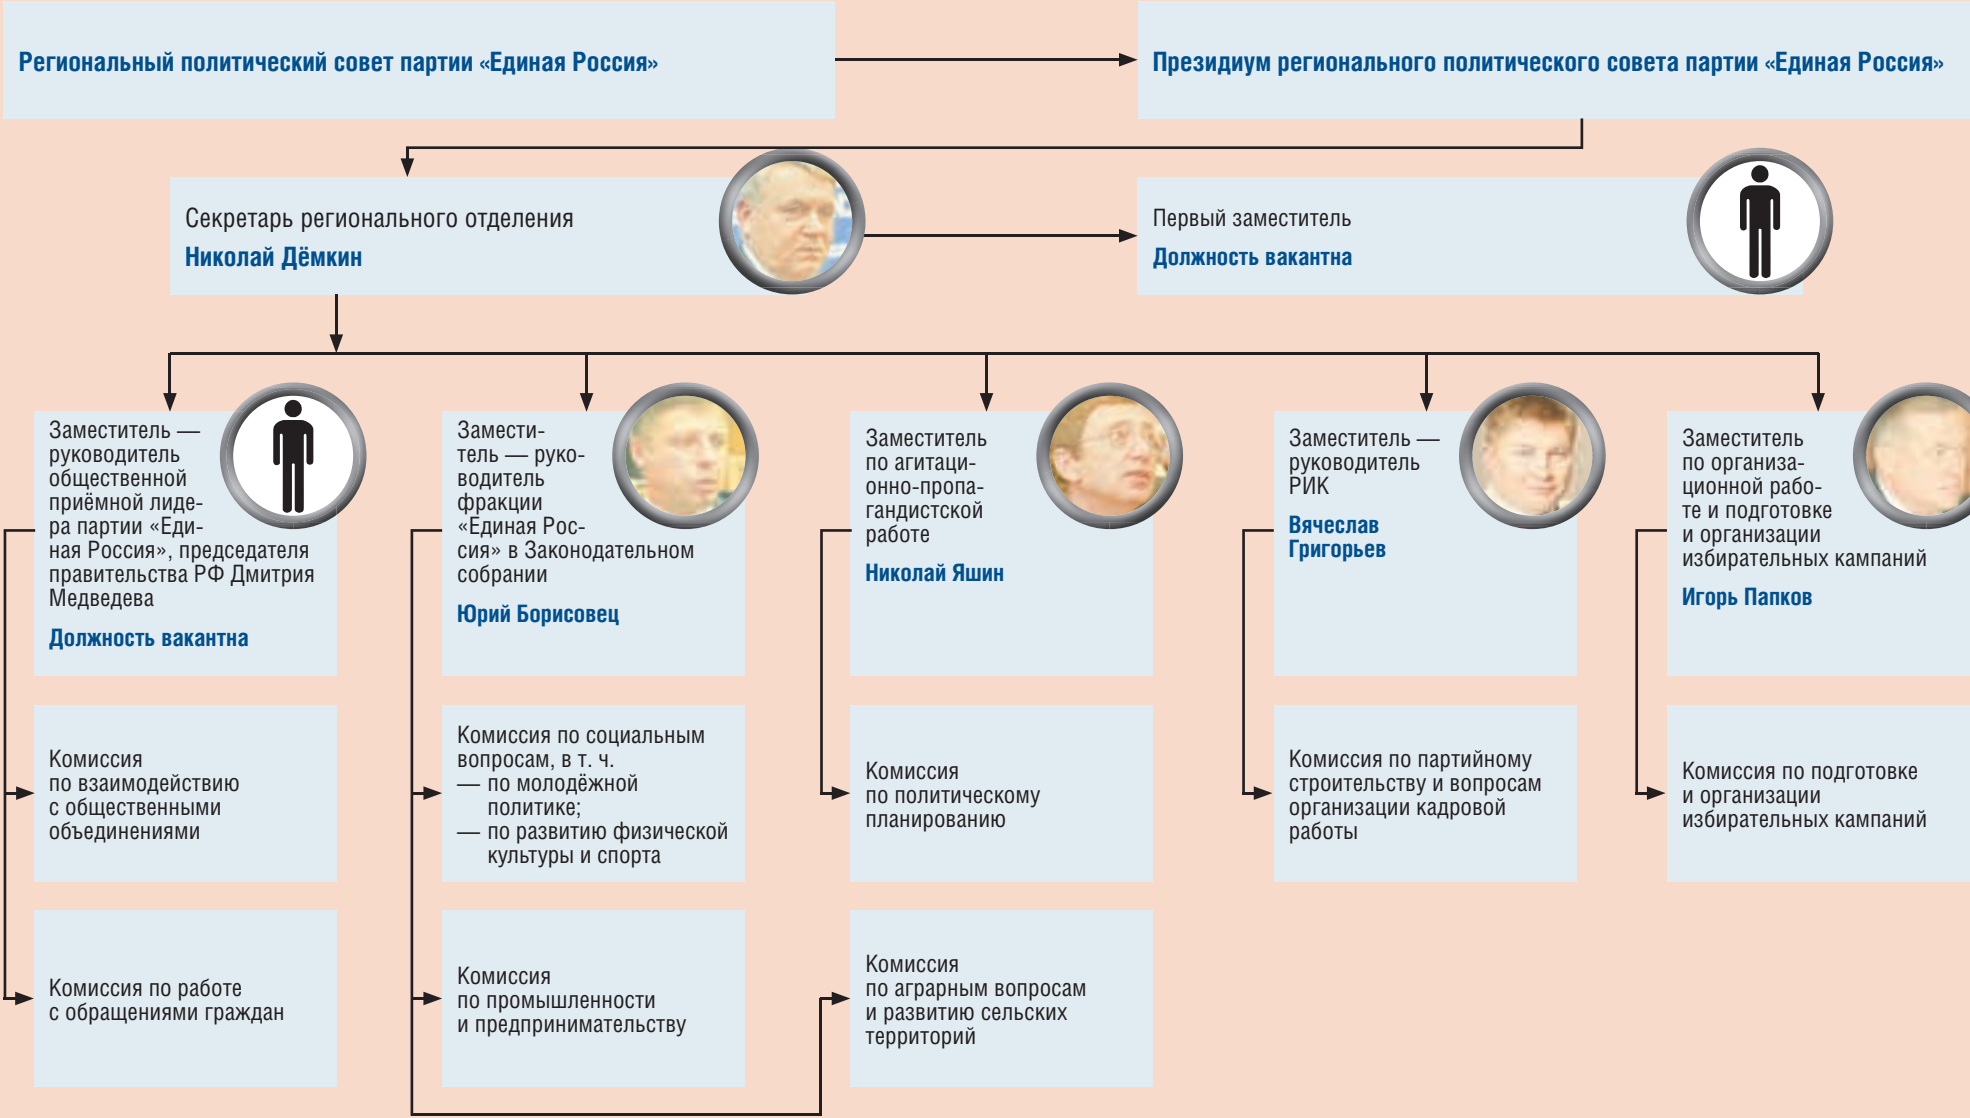 Региональный политический совет партии «Единая Россия»
Президиум регионального политического совета партии «Единая Россия»
Секретарь регионального отделения
Николай Дёмкин
Первый заместитель
Должность вакантна
Заместитель —
руководитель
общественной
приёмной лиде-
ра партии «Еди-
ная Россия», председателя
правительства РФ Дмитрия
Медведева
Должность вакантна
Замести-
тель — руко-
водитель
фракции
«Единая Рос-
сия» в Законодательном
собрании
Юрий Борисовец
Заместитель
по агитаци-
онно-пропа-
гандистской
работе
Николай Яшин
Заместитель —
руководитель
РИК
Вячеслав
Григорьев
Заместитель
по организа-
ционной рабо-
те и подготовке
и организации
избирательных кампаний
Игорь Папков
Комиссия
по взаимодействию
с общественными
объединениями
Комиссия по социальным
вопросам, в т. ч.
— по молодёжной
политике;
— по развитию физической
культуры и спорта
Комиссия
по политическому
планированию
Комиссия по партийному
строительству и вопросам
организации кадровой
работы
Комиссия по подготовке
и организации
избирательных кампаний
Комиссия по работе
с обращениями граждан
Комиссия
по промышленности
и предпринимательству
Комиссия
по аграрным вопросам
и развитию сельских
территорий